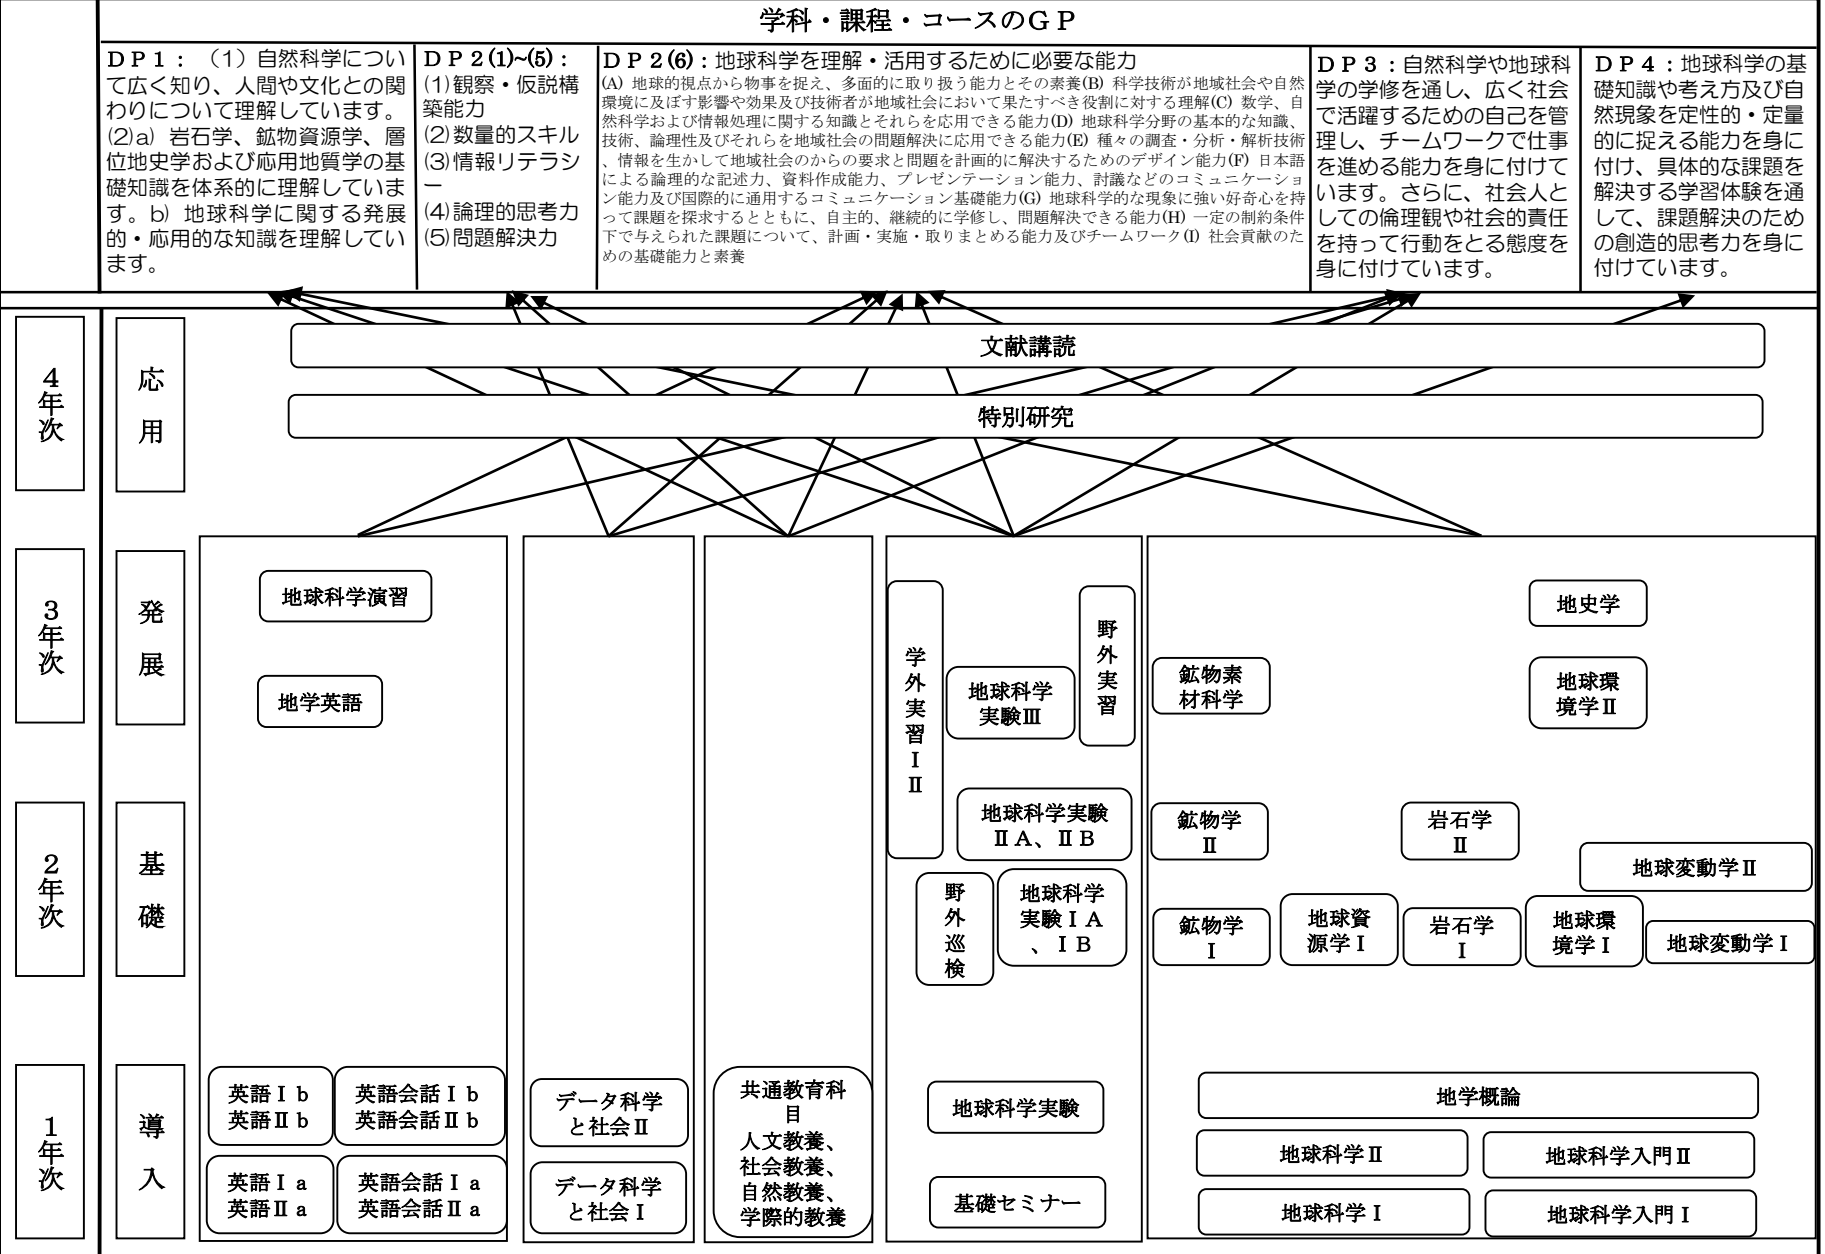 学科・課程・コースのＧＰ
ＤＰ１：（１）自然科学につい
て広く知り、人間や文化との関
わりについて理解しています。
(2)a）岩石学、鉱物資源学、層
位地史学および応用地質学の基
礎知識を体系的に理解していま
す。b）地球科学に関する発展
的・応用的な知識を理解してい
ます。
ＤＰ２(1)~(5)：
(1)観察・仮説構
築能力
(2)数量的スキル
(3)情報リテラシ
ー
(4)論理的思考力
(5)問題解決力
ＤＰ２(6)：地球科学を理解・活用するために必要な能力
(A) 地球的視点から物事を捉え、多面的に取り扱う能力とその素養(B) 科学技術が地域社会や自然
環境に及ぼす影響や効果及び技術者が地域社会において果たすべき役割に対する理解(C) 数学、自
然科学および情報処理に関する知識とそれらを応用できる能力(D) 地球科学分野の基本的な知識、
技術、論理性及びそれらを地域社会の問題解決に応用できる能力(E) 種々の調査・分析・解析技術
、情報を生かして地域社会のからの要求と問題を計画的に解決するためのデザイン能力(F) 日本語
による論理的な記述力、資料作成能力、プレゼンテーション能力、討議などのコミュニケーショ
ン能力及び国際的に通用するコミュニケーション基礎能力(G) 地球科学的な現象に強い好奇心を持
って課題を探求するとともに、自主的、継続的に学修し、問題解決できる能力(H) 一定の制約条件
下で与えられた課題について、計画・実施・取りまとめる能力及びチームワーク(I) 社会貢献のた
めの基礎能力と素養
ＤＰ３：自然科学や地球科
学の学修を通し、広く社会
で活躍するための自己を管
理し、チームワークで仕事
を進める能力を身に付けて
います。さらに、社会人と
しての倫理観や社会的責任
を持って行動をとる態度を
身に付けています。
ＤＰ４：地球科学の基
礎知識や考え方及び自
然現象を定性的・定量
的に捉える能力を身に
付け、具体的な課題を
解決する学習体験を通
して、課題解決のため
の創造的思考力を身に
付けています。
４年次
応用
文献講読
特別研究
３年次
発展
地球科学演習
地学英語
学外実習ⅠⅡ
地球科学
実験Ⅲ
野外実習
鉱物素
材科学
地史学
地球環
境学Ⅱ
２年次
基礎
地球科学実験
ⅡＡ、ⅡＢ
野外巡検
地球科学
実験ⅠＡ
、ⅠＢ
鉱物学
Ⅱ
岩石学
Ⅱ
地球変動学Ⅱ
鉱物学
Ⅰ
地球資
源学Ⅰ
岩石学
Ⅰ
地球環
境学Ⅰ
地球変動学Ⅰ
１年次
導入
英語Ⅰｂ
英語Ⅱｂ
英語会話Ⅰｂ
英語会話Ⅱｂ
英語Ⅰａ
英語Ⅱａ
英語会話Ⅰａ
英語会話Ⅱａ
データ科学
と社会Ⅱ
データ科学
と社会Ⅰ
共通教育科
目
人文教養、
社会教養、
自然教養、
学際的教養
地球科学実験
基礎セミナー
地学概論
地球科学Ⅱ
地球科学入門Ⅱ
地球科学Ⅰ
地球科学入門Ⅰ